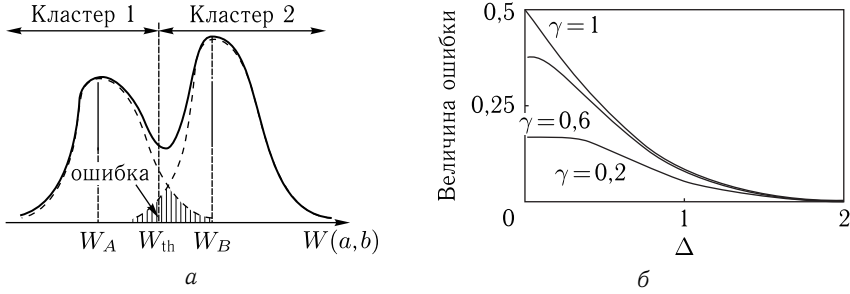 Кластер 1 Кластер 2
ошибка
W_A W_th W_B W(a,b)
а
Величина ошибки
0,5
γ=1
0,25
γ=0,6
γ=0,2
0 1 2
Δ
б